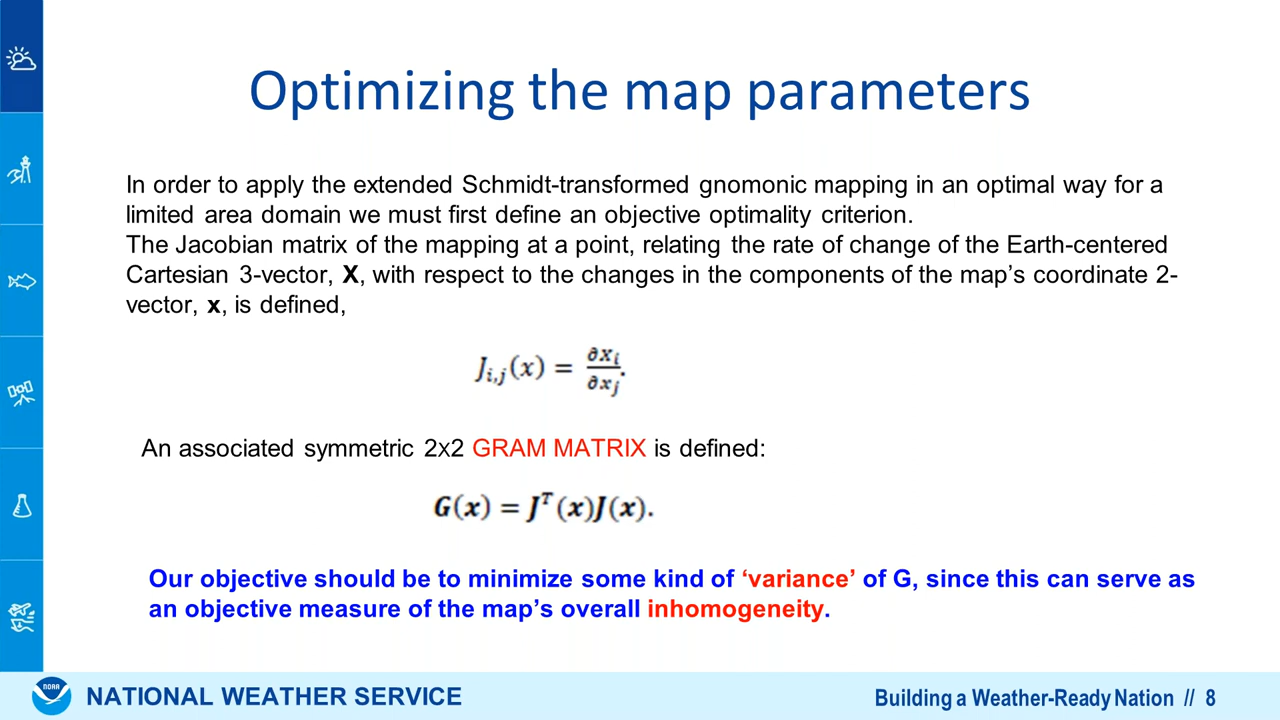 Optimizing the map parameters
In order to apply the extended Schmidt-transformed gnomonic mapping in an optimal way for a
limited area domain we must first define an objective optimality criterion.
The Jacobian matrix of the mapping at a point, relating the rate of change of the Earth-centered
Cartesian 3-vector, X, with respect to the changes in the components of the map's coordinate 2-
vector, x, is defined,
J_{i,j}(x) = ∂X_i/∂x_j.
An associated symmetric 2x2 GRAM MATRIX is defined:
G(x) = J^T(x)J(x).
Our objective should be to minimize some kind of ‘variance’ of G, since this can serve as
an objective measure of the map's overall inhomogeneity.
NOAA
NATIONAL WEATHER SERVICE
Building a Weather-Ready Nation // 8